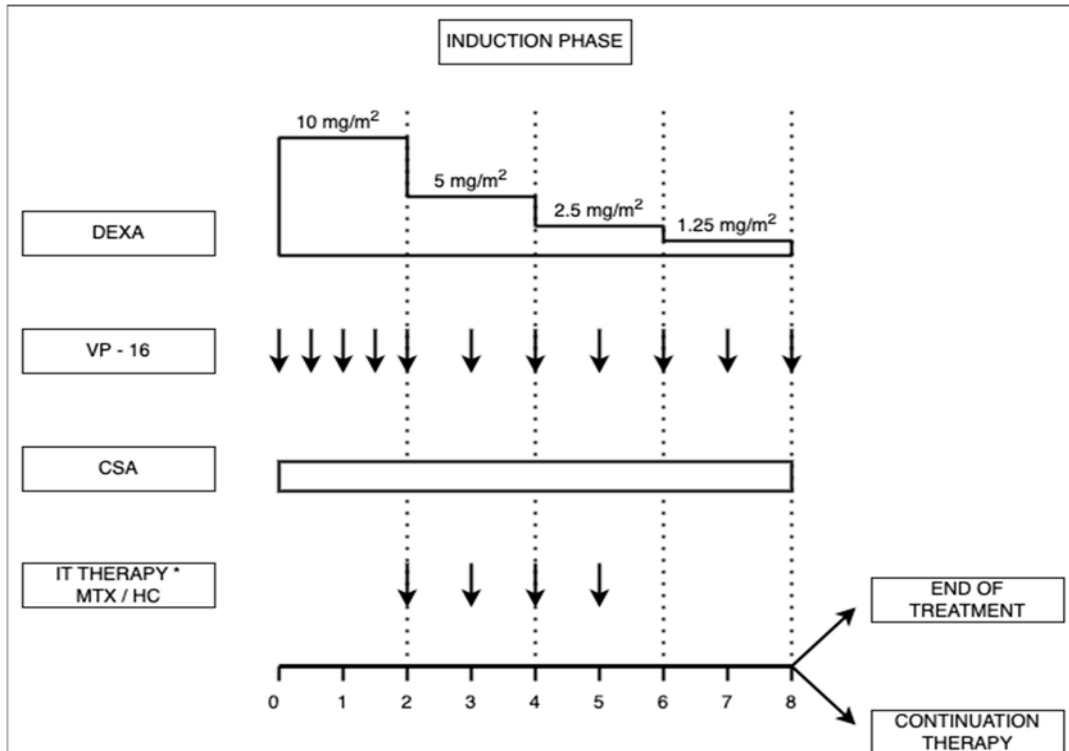 INDUCTION PHASE
10 mg/m²
5 mg/m²
2.5 mg/m²
1.25 mg/m²
DEXA
VP - 16
CSA
IT THERAPY *
MTX / HC
END OF
TREATMENT
0 1 2 3 4 5 6 7 8
CONTINUATION
THERAPY